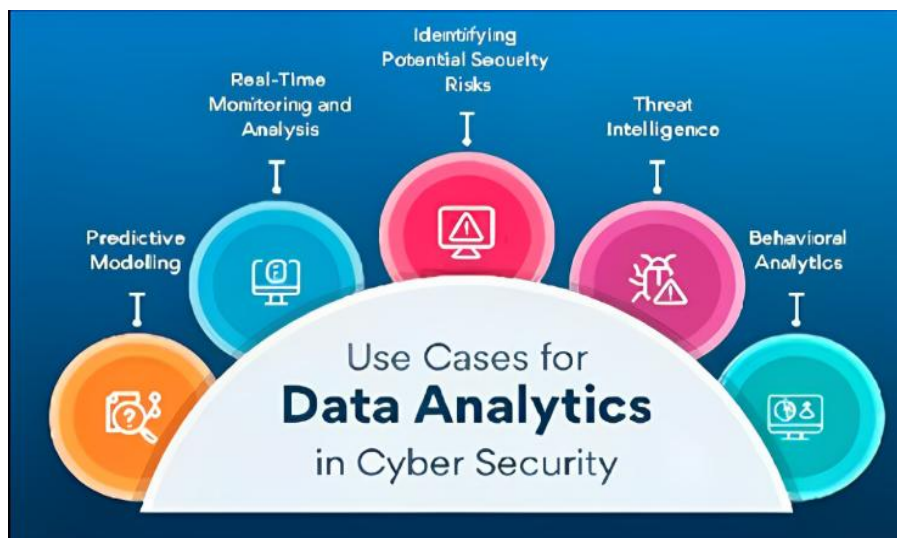 Identifying
Potential Security
Risks
Real-Time
Monitoring and
Analysis
Threat
Intelligence
Predictive
Modelling
Behavioral
Analytics
Use Cases for
Data Analytics
in Cyber Security